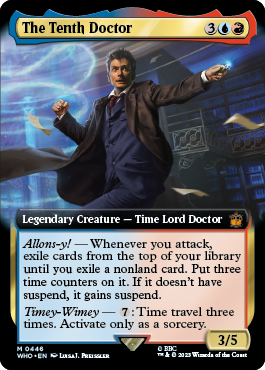 The Tenth Doctor 3
Legendary Creature — Time Lord Doctor
Allons-y! — Whenever you attack,
exile cards from the top of your library
until you exile a nonland card. Put three
time counters on it. If it doesn't have
suspend, it gains suspend.
Timey-Wimey — 7: Time travel three
times. Activate only as a sorcery.
3/5
M 0446
WHO • EN LUISA J. PREISSLER
© BBC
™ & © 2023 Wizards of the Coast